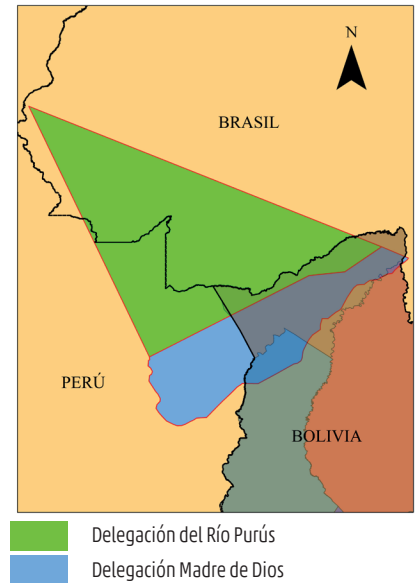 N
BRASIL
PERÚ
BOLIVIA
Delegación del Río Purús
Delegación Madre de Dios